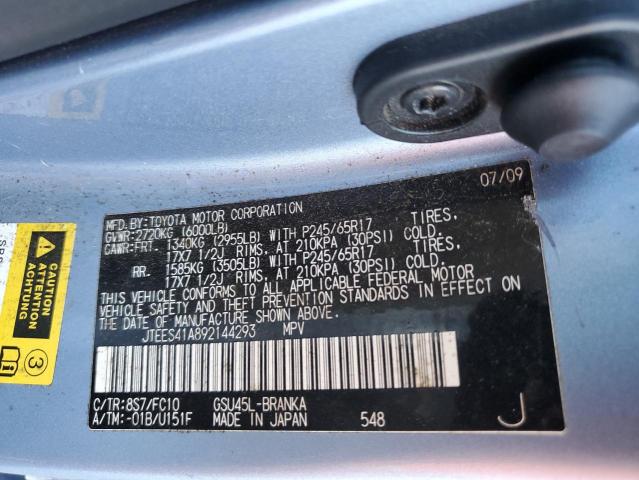 07/09
MFD.BY:TOYOTA MOTOR CORPORATION
GVWR:2720KG (6000LB)
GAWR:FRT. 1340KG (2955LB) WITH P245/65R17 TIRES,
17X7 1/2J RIMS, AT 210KPA (30PSI) COLD.
RR. 1585KG (3505LB) WITH P245/65R17 TIRES,
17X7 1/2J RIMS, AT 210KPA (30PSI) COLD.
THIS VEHICLE CONFORMS TO ALL APPLICABLE FEDERAL MOTOR
VEHICLE SAFETY AND THEFT PREVENTION STANDARDS IN EFFECT ON
THE DATE OF MANUFACTURE SHOWN ABOVE.
JTEES41A892144293 MPV
C/TR:8S7/FC10 GSU45L-BRANKA
A/TM:-01B/U151F MADE IN JAPAN 548 J
CAUTION
ATTENTION
ACHTUNG
3